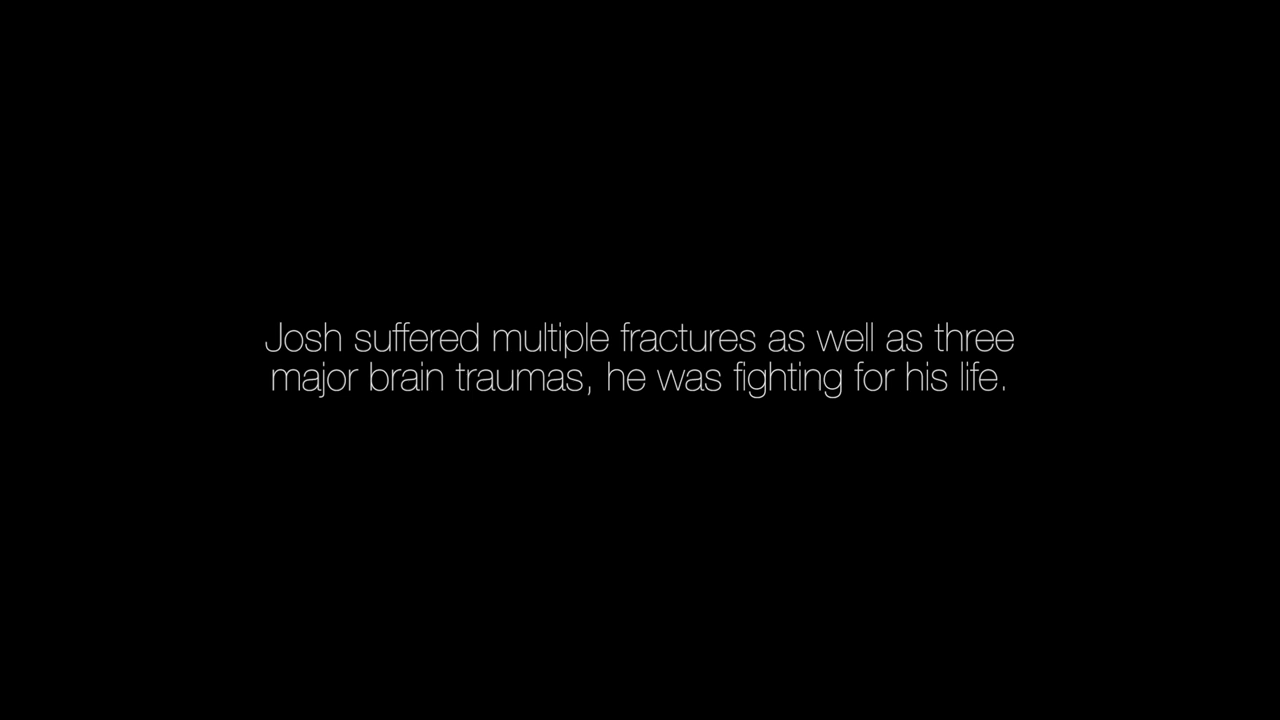 Josh suffered multiple fractures as well as three
major brain traumas, he was fighting for his life.